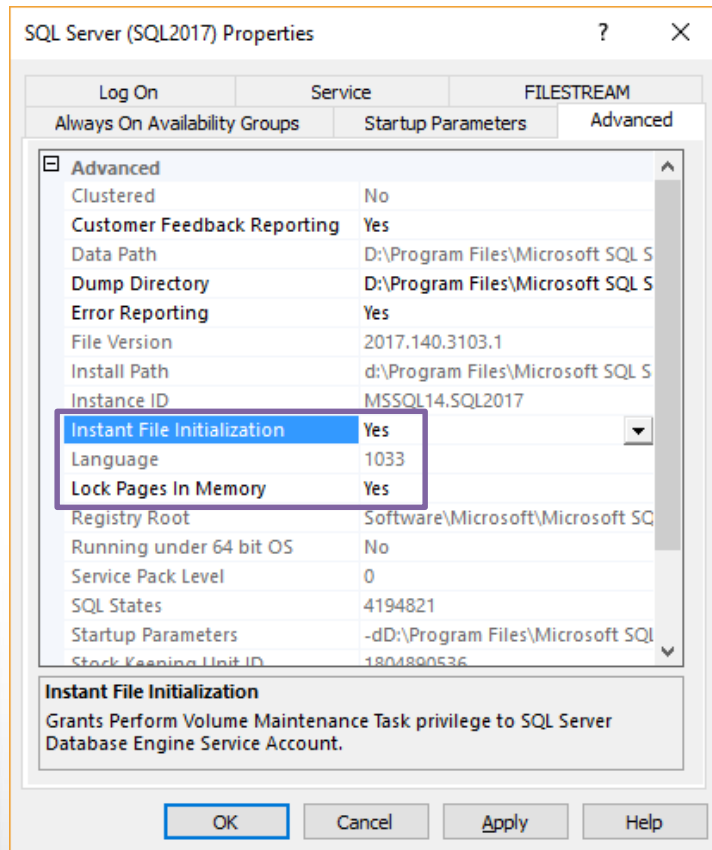 SQL Server (SQL2017) Properties ?
Log On Service FILESTREAM
Always On Availability Groups Startup Parameters Advanced
Advanced
Clustered No
Customer Feedback Reporting Yes
Data Path D:\Program Files\Microsoft SQL S
Dump Directory D:\Program Files\Microsoft SQL S
Error Reporting Yes
File Version 2017.140.3103.1
Install Path d:\Program Files\Microsoft SQL S
Instance ID MSSQL14.SQL2017
Instant File Initialization Yes
Language 1033
Lock Pages In Memory Yes
Registry Root Software\Microsoft\Microsoft SQ
Running under 64 bit OS No
Service Pack Level 0
SQL States 4194821
Startup Parameters -dD:\Program Files\Microsoft SQL
Stock Keeping Unit ID 1804890536
Instant File Initialization
Grants Perform Volume Maintenance Task privilege to SQL Server
Database Engine Service Account.
OK Cancel Apply Help